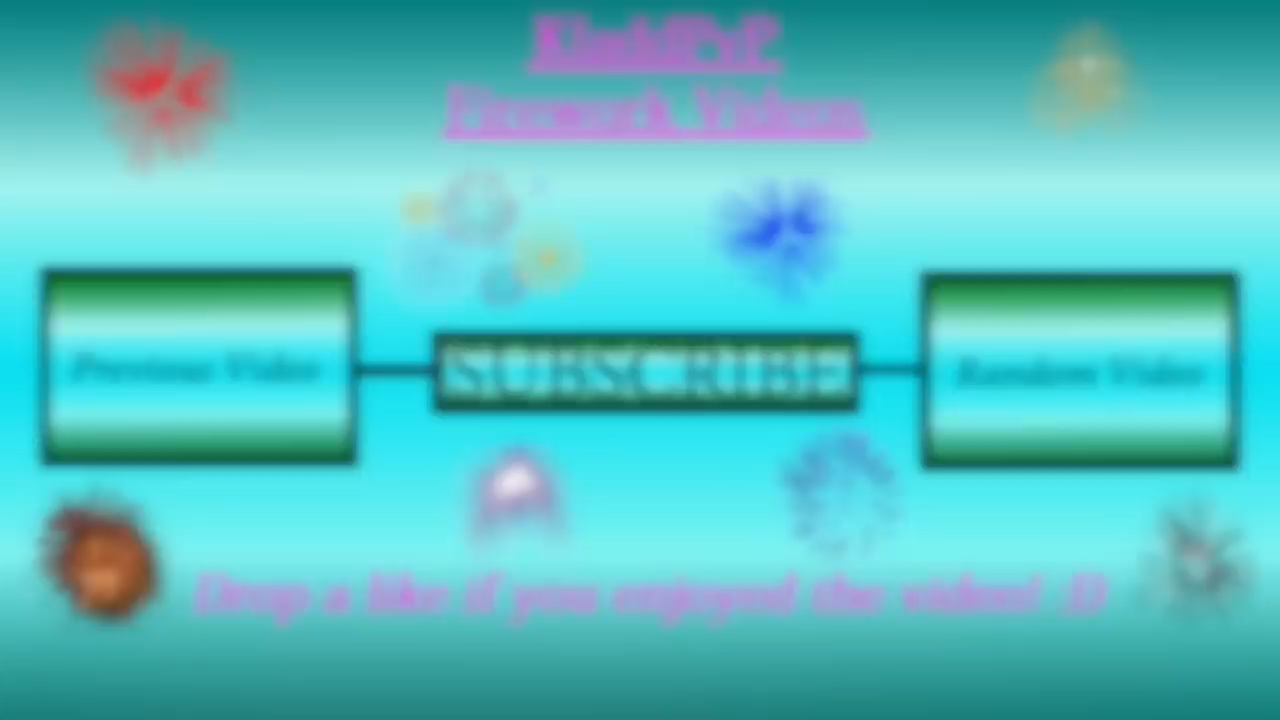 Firework Videos
Previous Video
SUBSCRIBE
Random Video
Drop a like if you enjoyed the video! :D